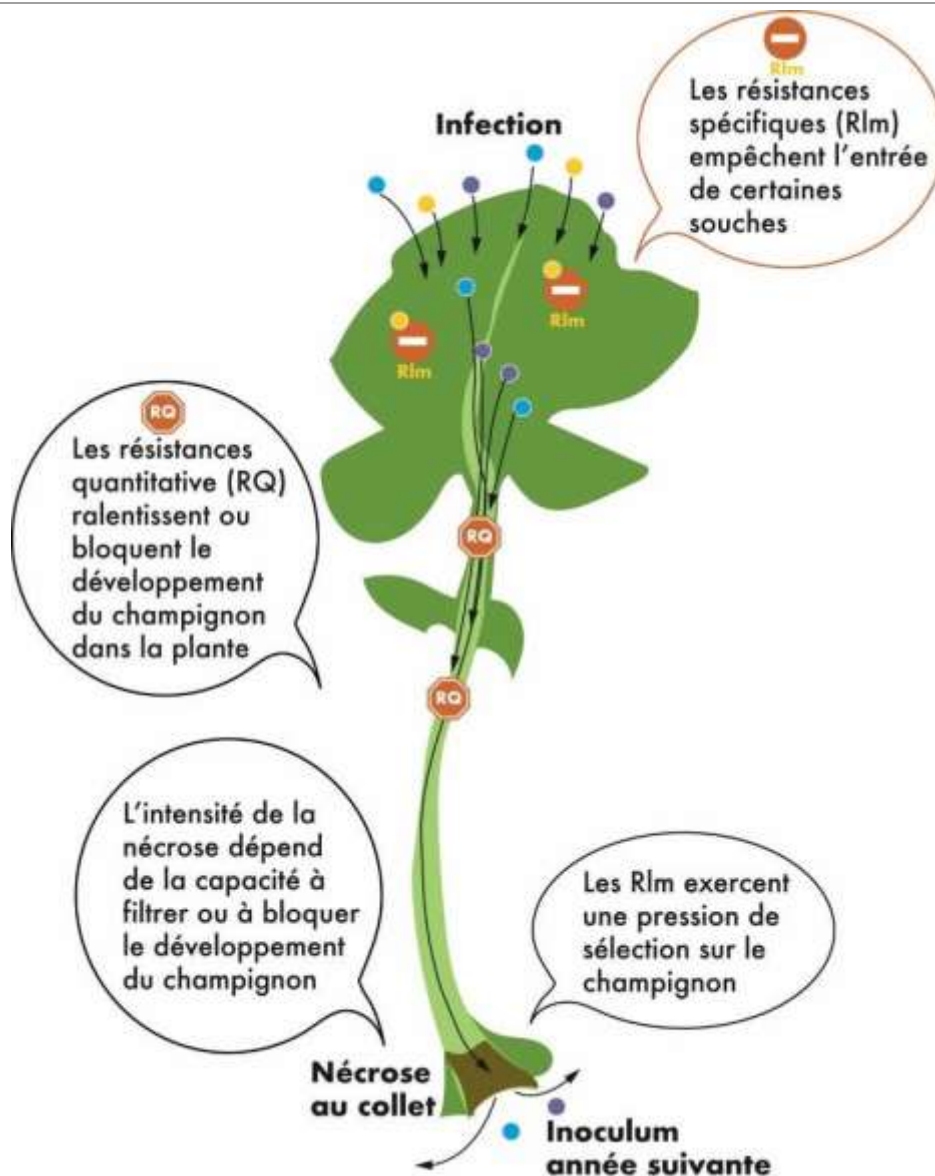 Rlm
Les résistances
spécifiques (Rlm)
empêchent l'entrée
de certaines
souches
Infection
Rlm
Rlm
RQ
Les résistances
quantitative (RQ)
ralentissent ou
bloquent le
développement
du champignon
dans la plante
RQ
RQ
L'intensité de la
nécrose dépend
de la capacité à
filtrer ou à bloquer
le développement
du champignon
Les Rlm exercent
une pression de
sélection sur le
champignon
Nécrose
au collet
Inoculum
année suivante